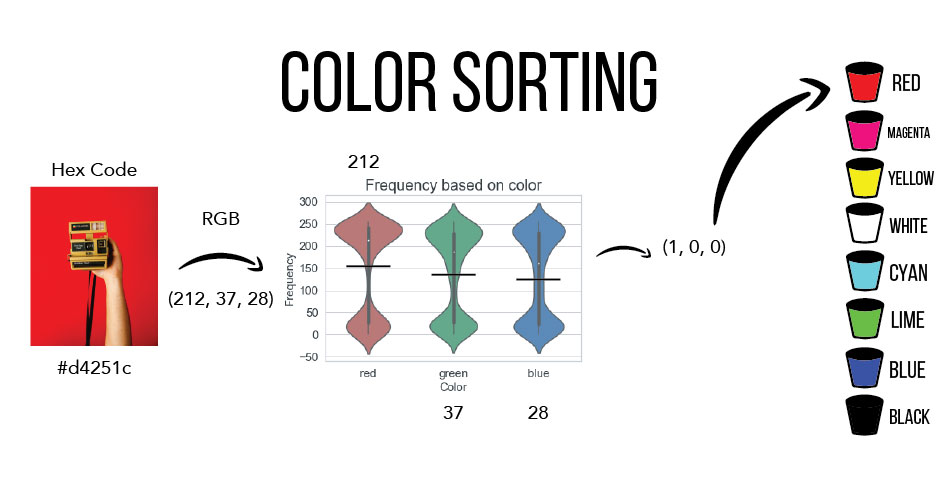 COLOR SORTING
Hex Code
#d4251c
RGB
(212, 37, 28)
212
Frequency based on color
Frequency
300
250
200
150
100
50
0
−50
red
green
blue
Color
37
28
(1, 0, 0)
RED
MAGENTA
YELLOW
WHITE
CYAN
LIME
BLUE
BLACK